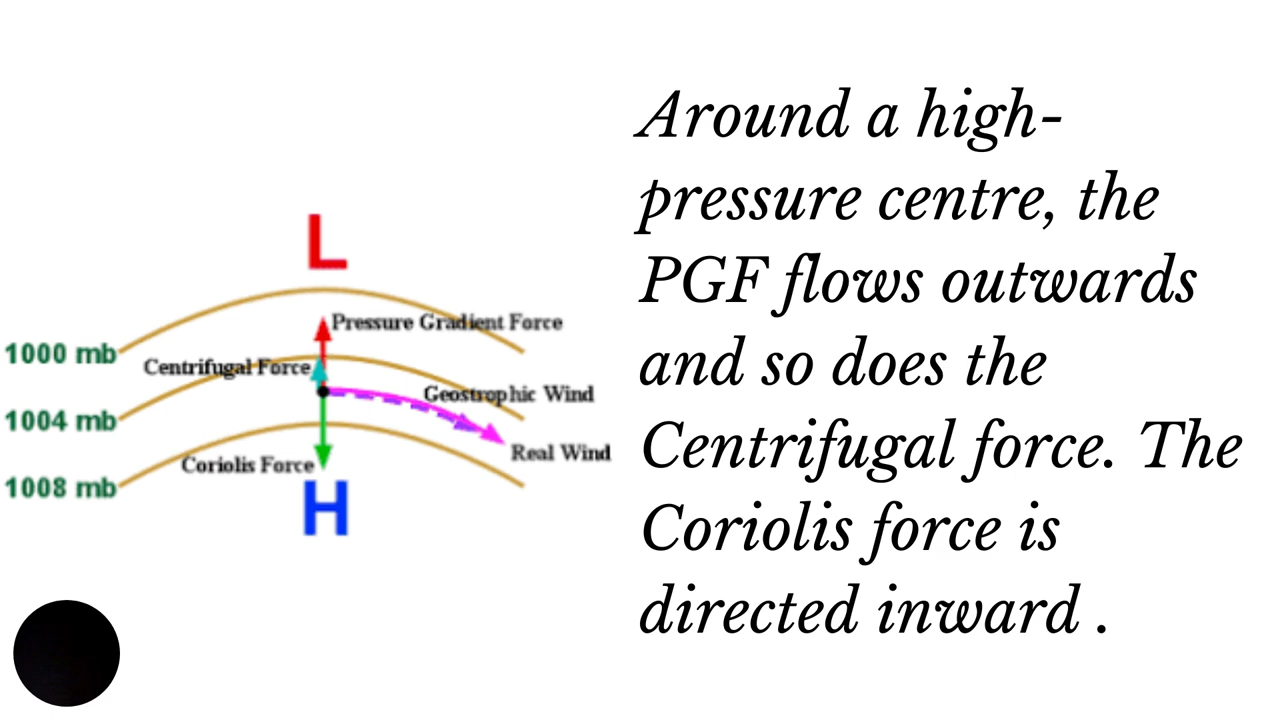 L
Pressure Gradient Force
1000 mb
Centrifugal Force
Geostrophic Wind
1004 mb
Real Wind
Coriolis Force
1008 mb
H
Around a high-
pressure centre, the
PGF flows outwards
and so does the
Centrifugal force. The
Coriolis force is
directed inward .